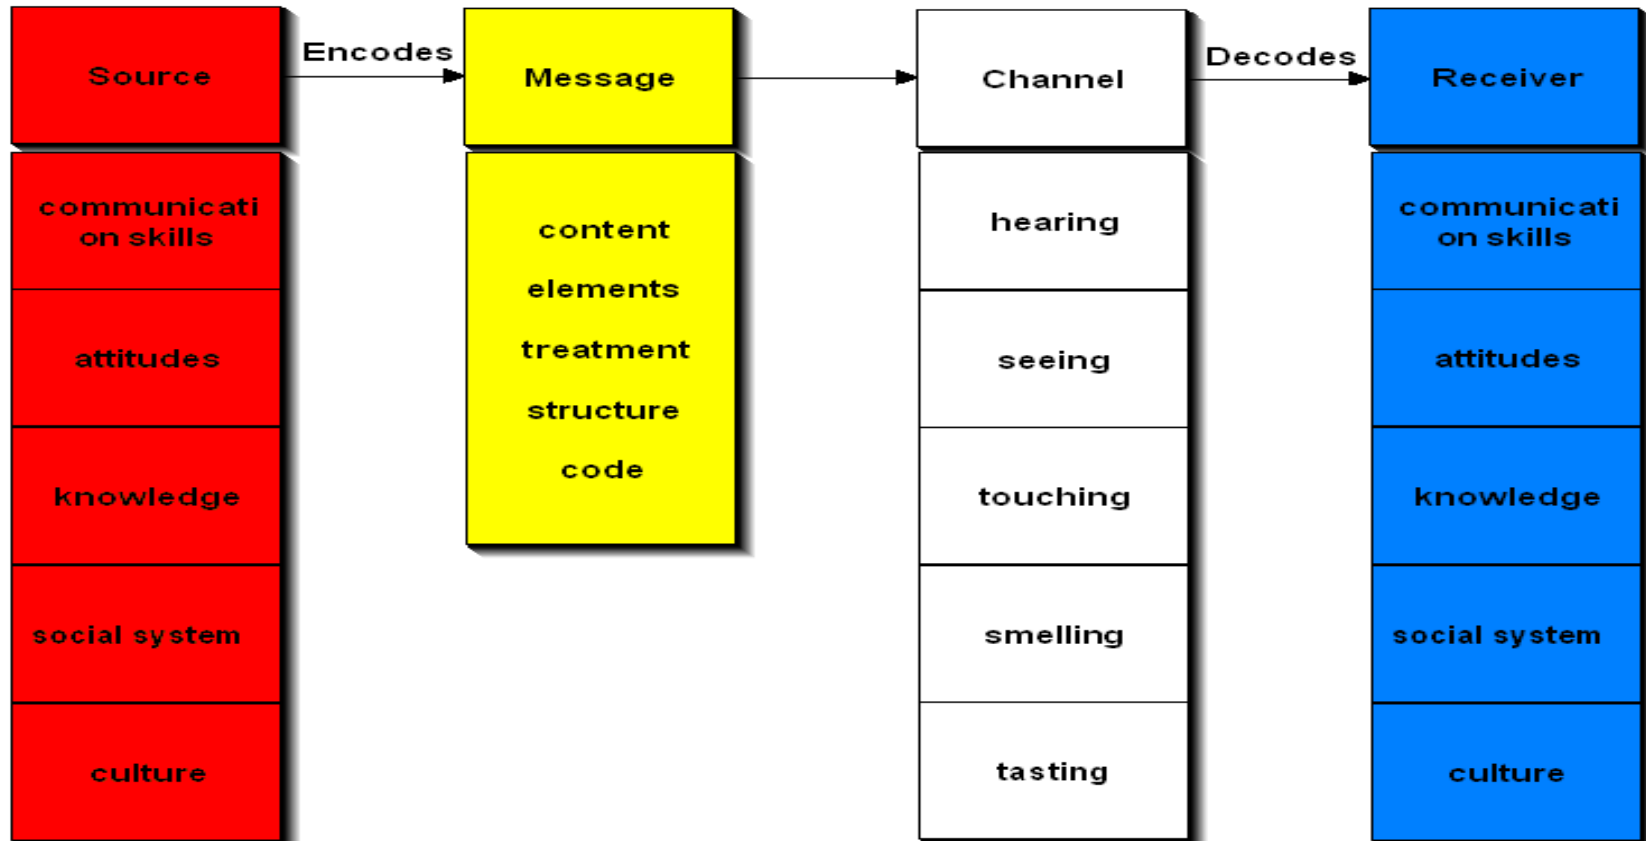 Source
Encodes
Message
Channel
Decodes
Receiver
communicati
on skills
attitudes
knowledge
social system
culture
content
elements
treatment
structure
code
hearing
seeing
touching
smelling
tasting
communicati
on skills
attitudes
knowledge
social system
culture